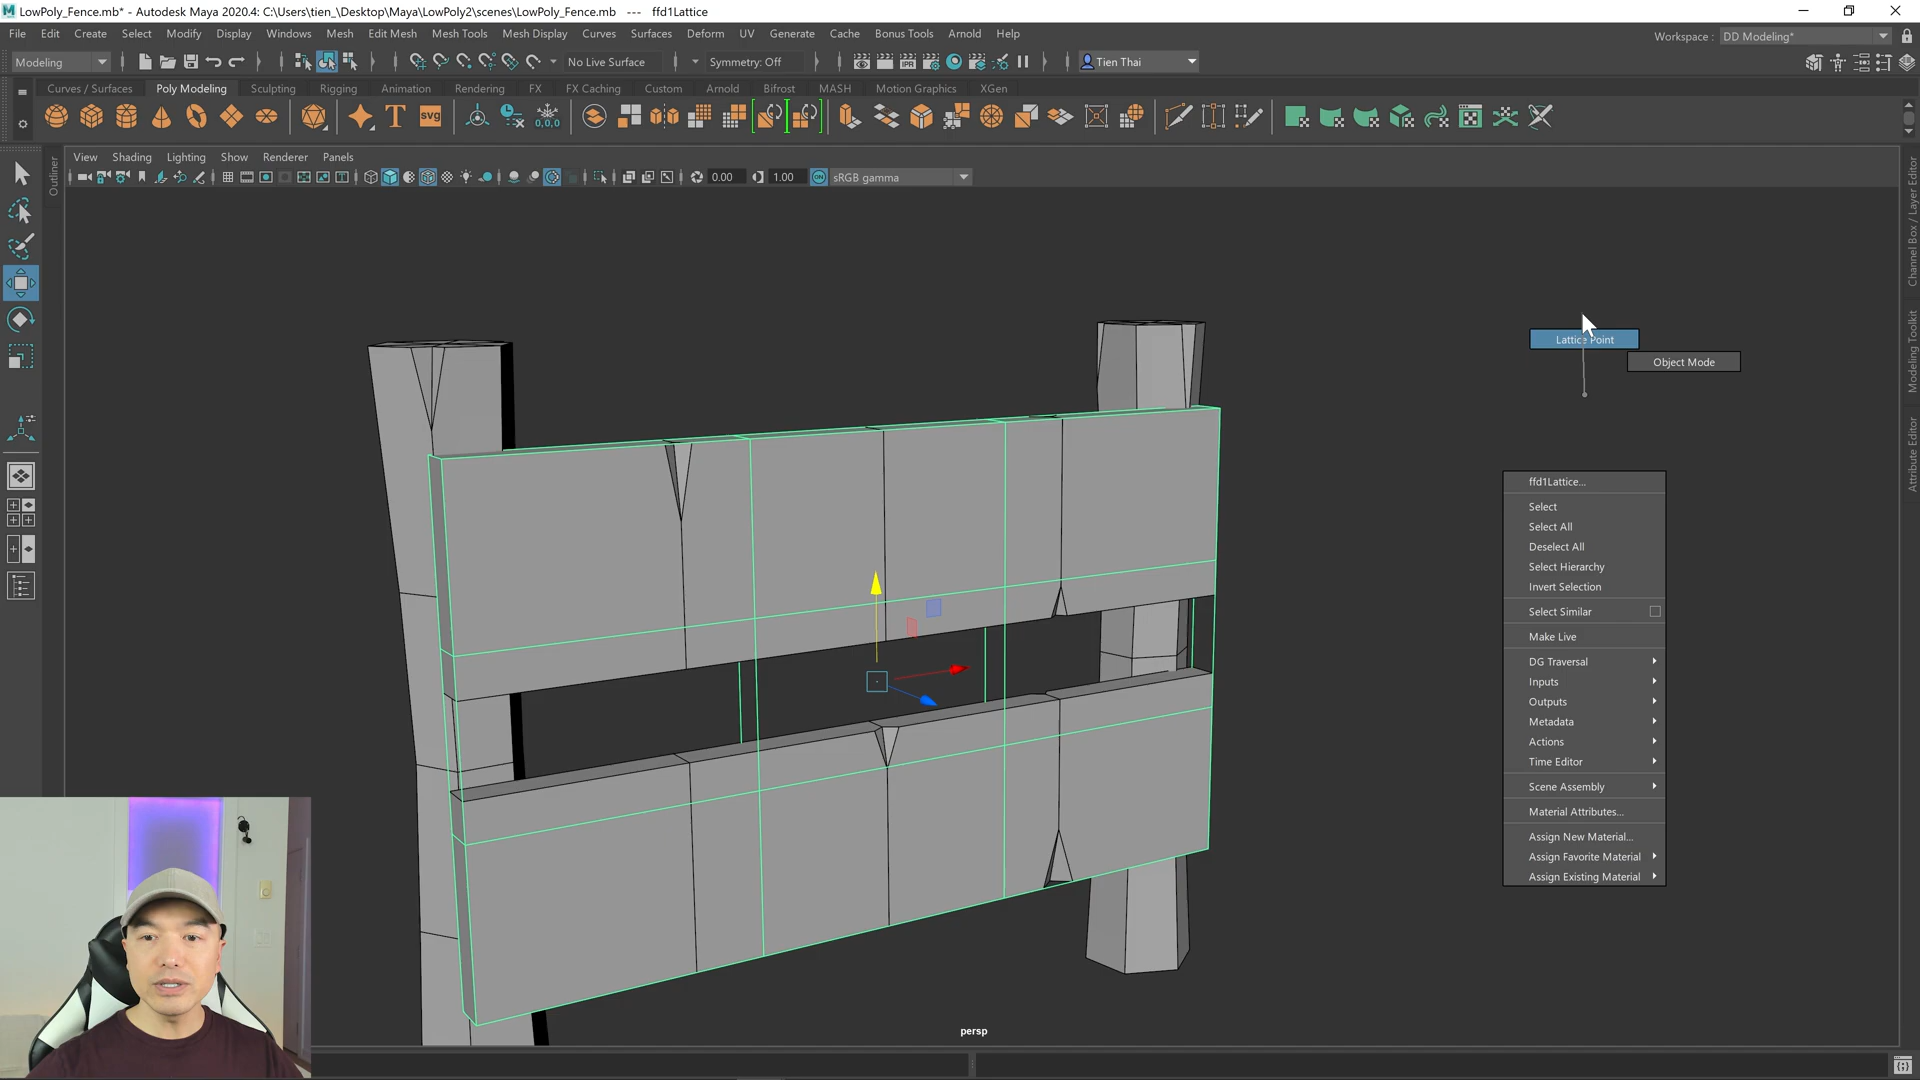 LowPoly_Fence.mb* - Autodesk Maya 2020.4: C:\Users\tien_\Desktop\Maya\LowPoly2\scenes\LowPoly_Fence.mb --- ffd1Lattice
File Edit Create Select Modify Display Windows Mesh Edit Mesh Mesh Tools Mesh Display Curves Surfaces Deform UV Generate Cache Bonus Tools Arnold Help
Workspace : DD Modeling*
Modeling No Live Surface Symmetry: Off Tien Thai
Curves / Surfaces Poly Modeling Sculpting Rigging Animation Rendering FX FX Caching Custom Arnold Bifrost MASH Motion Graphics XGen
T svg 0,0,0
IPR
View Shading Lighting Show Renderer Panels
0.00 1.00 ON sRGB gamma
Outliner
Channel Box / Layer Editor
Modeling Toolkit
Attribute Editor
Lattice Point
Object Mode
ffd1Lattice...
Select
Select All
Deselect All
Select Hierarchy
Invert Selection
Select Similar
Make Live
DG Traversal
Inputs
Outputs
Metadata
Actions
Time Editor
Scene Assembly
Material Attributes...
Assign New Material...
Assign Favorite Material
Assign Existing Material
persp